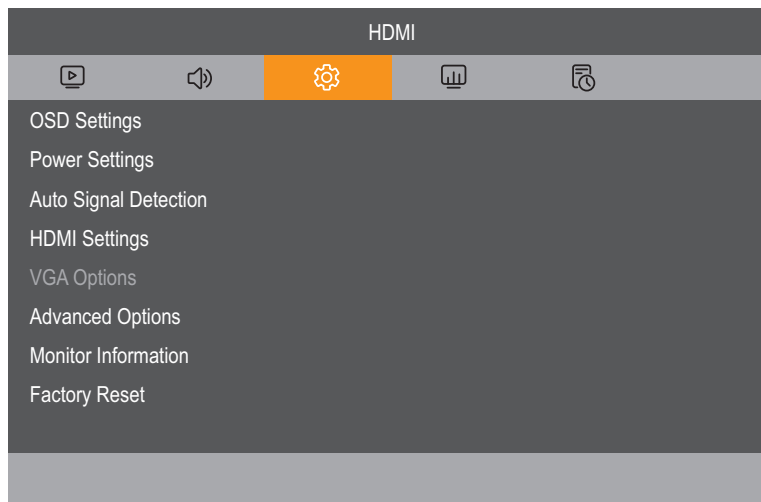 HDMI
OSD Settings
Power Settings
Auto Signal Detection
HDMI Settings
VGA Options
Advanced Options
Monitor Information
Factory Reset